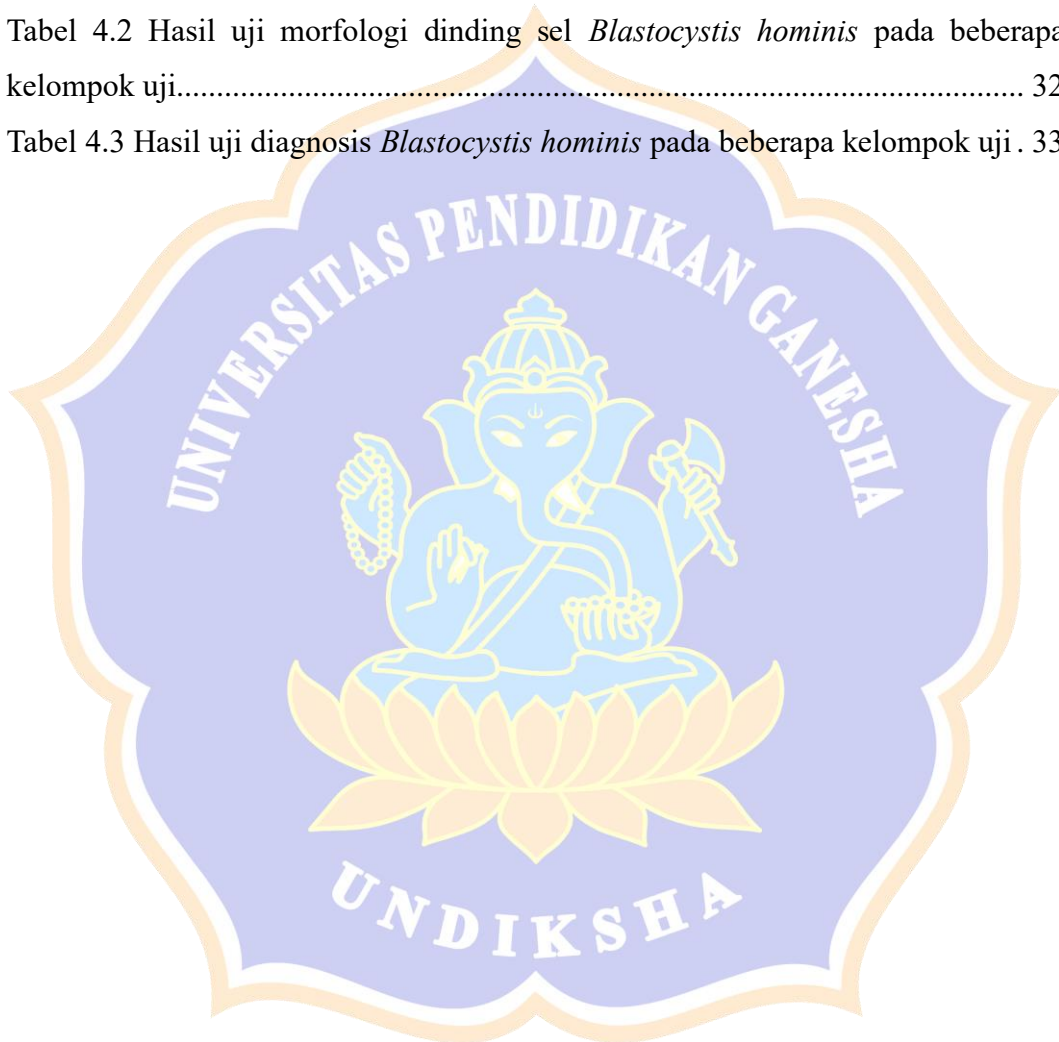 Tabel 4.2 Hasil uji morfologi dinding sel Blastocystis hominis pada beberapa
kelompok uji........................................................................................................... 32
Tabel 4.3 Hasil uji diagnosis Blastocystis hominis pada beberapa kelompok uji . 33
UNIVERSITAS PENDIDIKAN GANESHA
UNDIKSHA